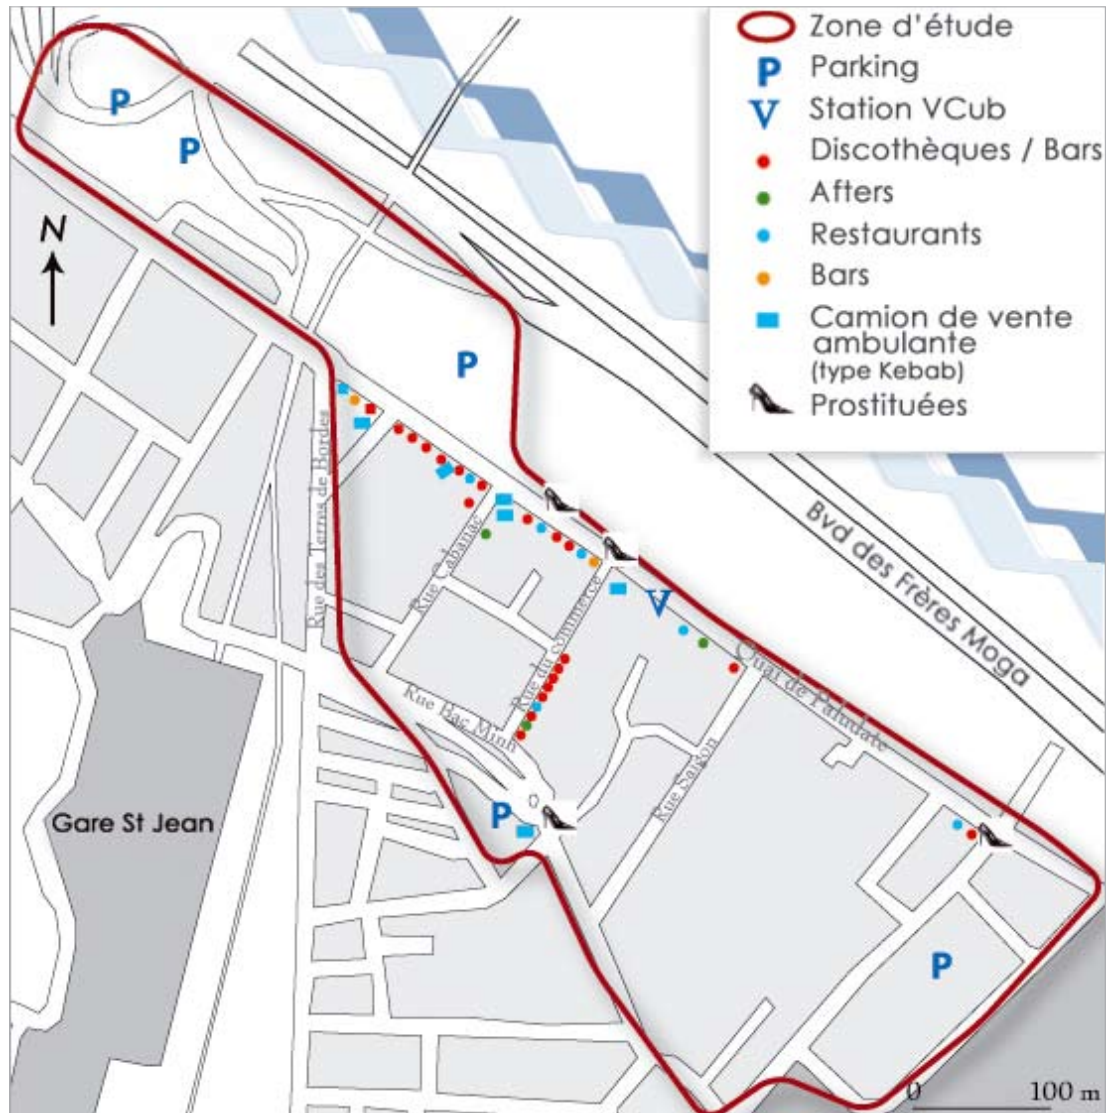 Zone d'étude
P Parking
V Station VCub
Discothèques / Bars
Afters
Restaurants
Bars
Camion de vente
ambulante
(type Kebab)
Prostituées
P
P
N
P
Rue des Terres de Bordes
Rue Cabanac
Rue du commerce
V
Bvd des Frères Moga
Quai de Paludate
Rue Bac Minh
Rue Saïgon
Gare St Jean
P
P
0
100 m